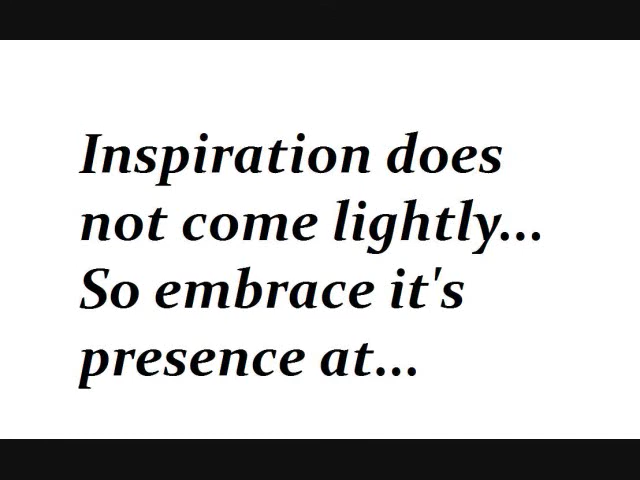 Inspiration does
not come lightly...
So embrace it's
presence at...